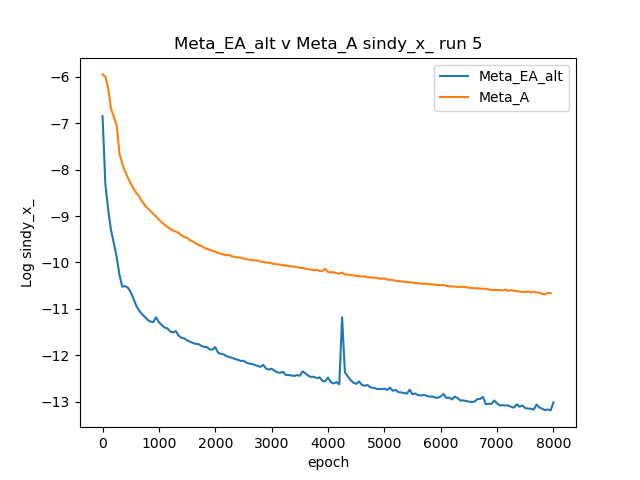 Meta_EA_alt v Meta_A sindy_x_ run 5
Meta_EA_alt
Meta_A
Log sindy_x_
−6
−7
−8
−9
−10
−11
−12
−13
0 1000 2000 3000 4000 5000 6000 7000 8000
epoch